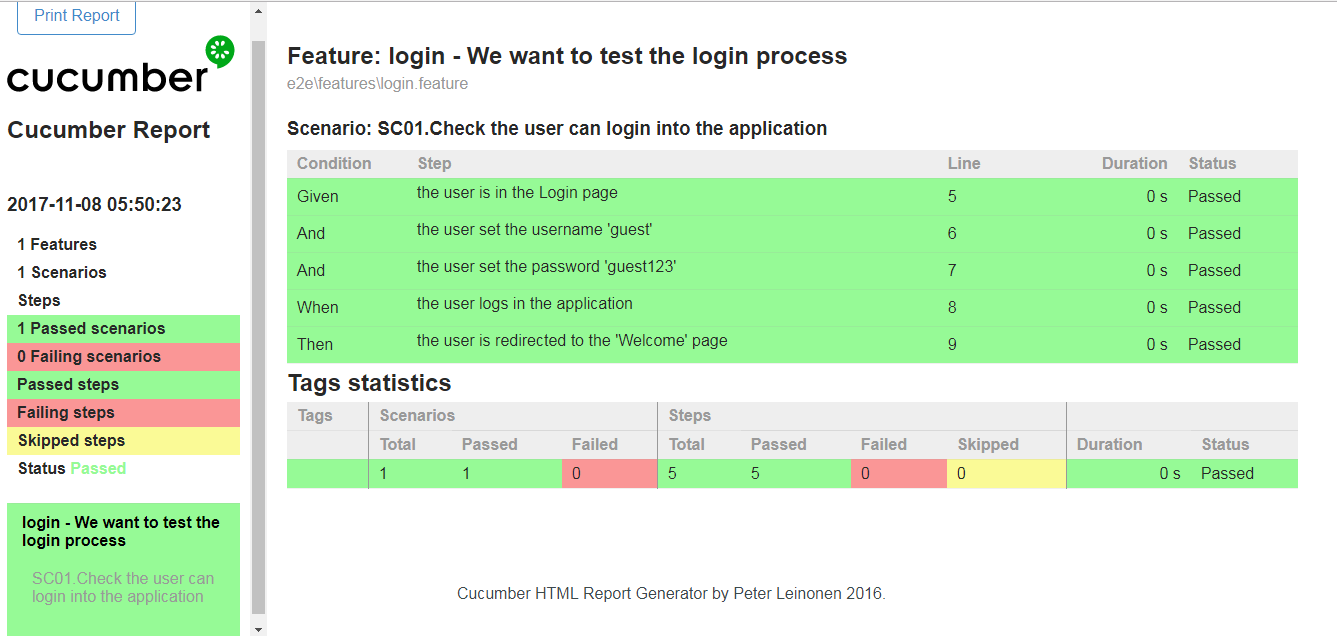 Print Report
cucumber
Cucumber Report
2017-11-08 05:50:23
1 Features
1 Scenarios
Steps
1 Passed scenarios
0 Failing scenarios
Passed steps
Failing steps
Skipped steps
Status Passed
login - We want to test the
login process
SC01.Check the user can
login into the application
Feature: login - We want to test the login process
e2e\features\login.feature
Scenario: SC01.Check the user can login into the application
Condition Step Line Duration Status
Given the user is in the Login page 5 0 s Passed
And the user set the username 'guest' 6 0 s Passed
And the user set the password 'guest123' 7 0 s Passed
When the user logs in the application 8 0 s Passed
Then the user is redirected to the 'Welcome' page 9 0 s Passed
Tags statistics
Tags Scenarios Steps
Total Passed Failed Total Passed Failed Skipped Duration Status
1 1 0 5 5 0 0 0 s Passed
Cucumber HTML Report Generator by Peter Leinonen 2016.